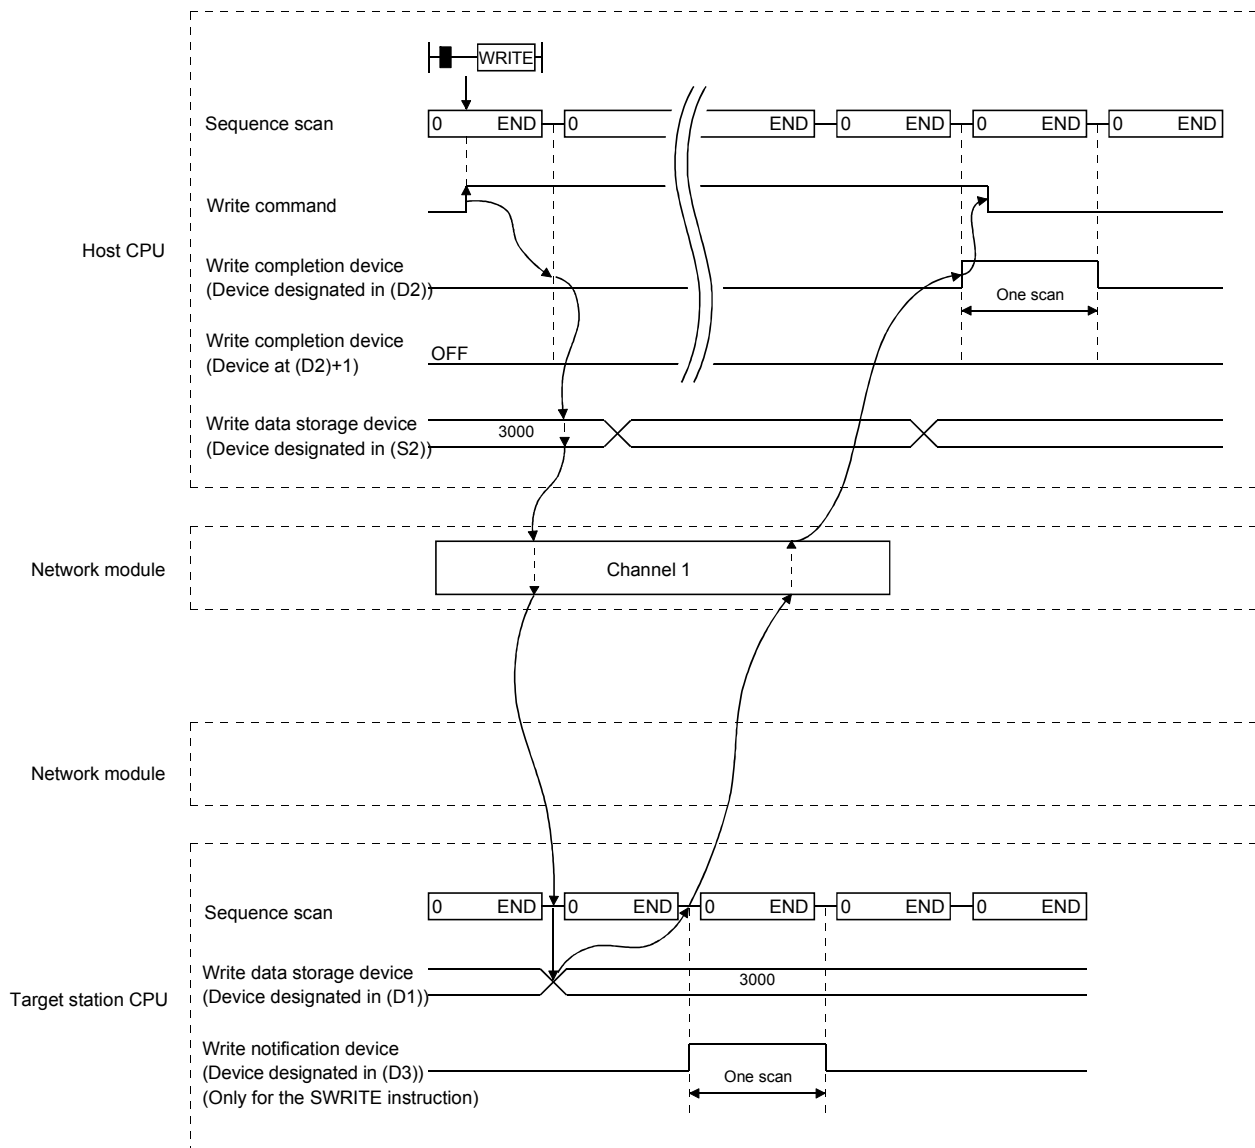 WRITE
Sequence scan
0 END 0 END 0 END 0 END 0 END
Write command
Host CPU
Write completion device
(Device designated in (D2))
One scan
Write completion device
(Device at (D2)+1)
OFF
Write data storage device
(Device designated in (S2))
3000
Network module
Channel 1
Network module
Sequence scan
0 END 0 END 0 END 0 END 0 END
Target station CPU
Write data storage device
(Device designated in (D1))
3000
Write notification device
(Device designated in (D3))
(Only for the SWRITE instruction)
One scan